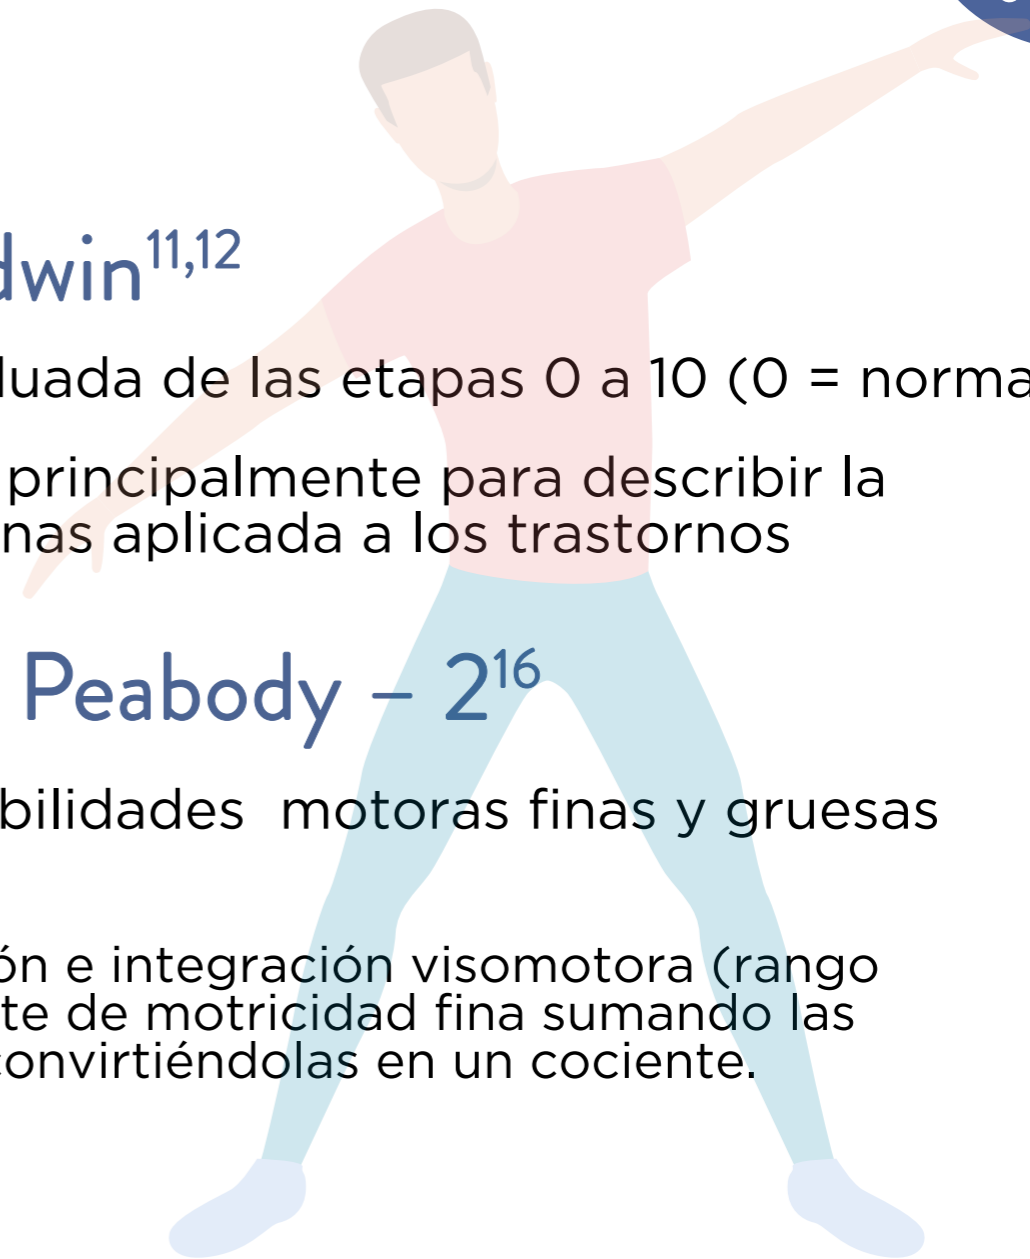 dwin11,12
luada de las etapas 0 a 10 (0 = norma
principalmente para describir la
nas aplicada a los trastornos
Peabody – 216
bilidades motoras finas y gruesas
ón e integración visomotora (rango
te de motricidad fina sumando las
convirtiéndolas en un cociente.